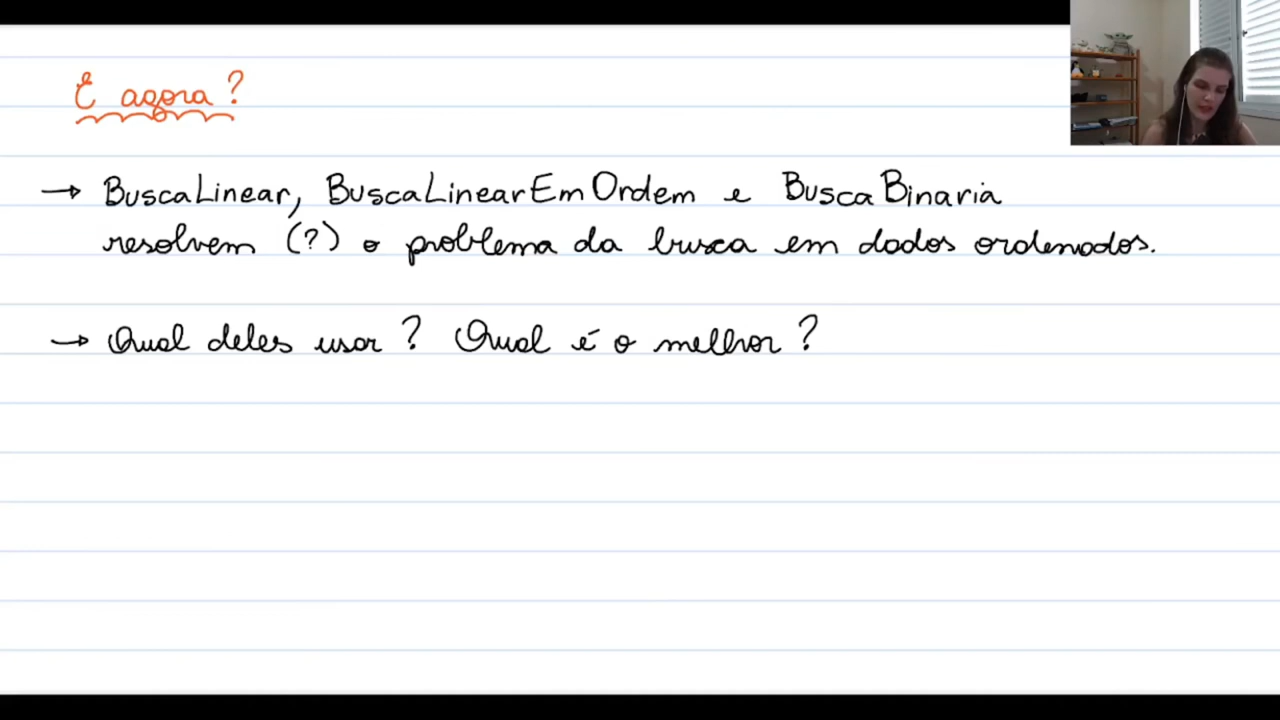 E agora?
→ BuscaLinear, BuscaLinearEmOrdem e BuscaBinaria
resolvem (?) o problema da busca em dados ordenados.
→ Qual deles usar? Qual é o melhor?